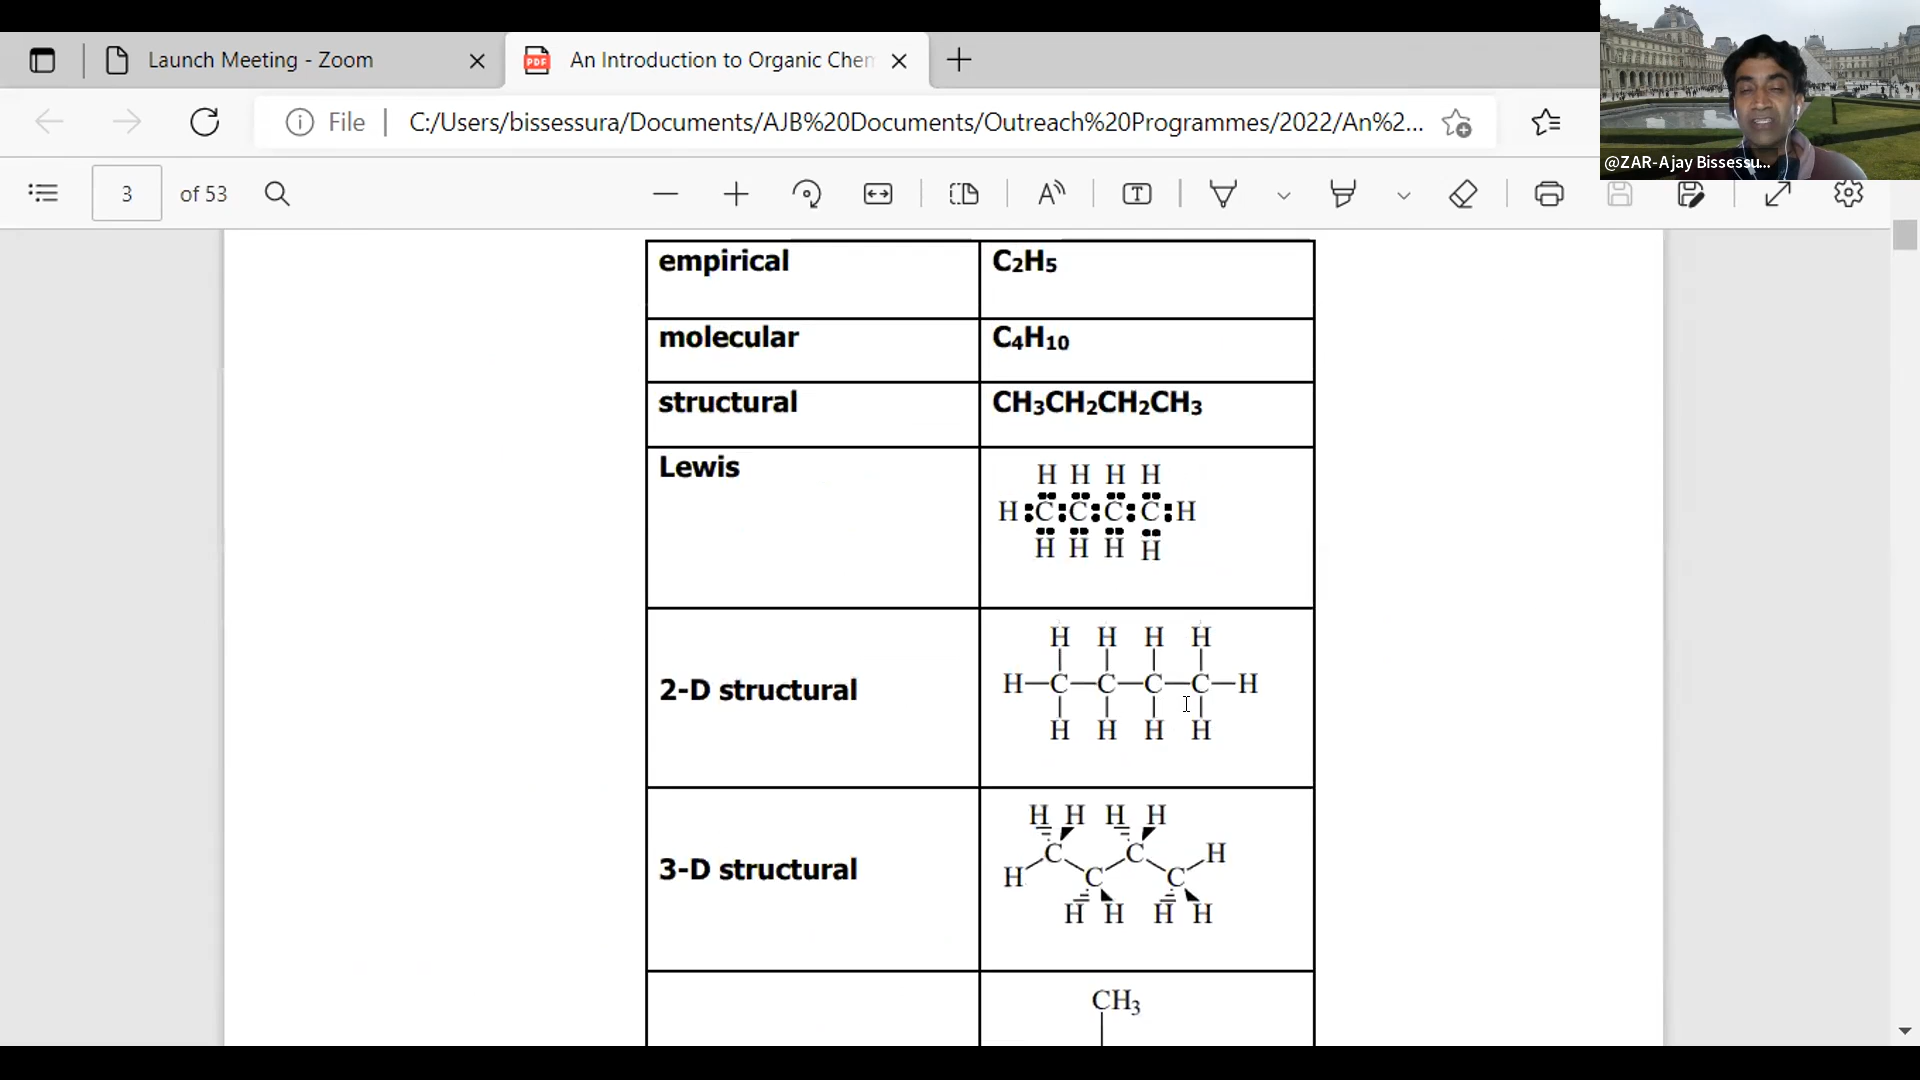 Launch Meeting - Zoom
An Introduction to Organic Chem
File
C:/Users/bissessura/Documents/AJB%20Documents/Outreach%20Programmes/2022/An%2...
@ZAR-Ajay Bissessu...
3 of 53
empirical C₂H₅
molecular C₄H₁₀
structural CH₃CH₂CH₂CH₃
Lewis
H H H H
H:C:C:C:C:H
H H H H
2-D structural
H H H H
H—C—C—C—C—H
H H H H
3-D structural
H H H H
C C H
H C C
H H H H
CH₃